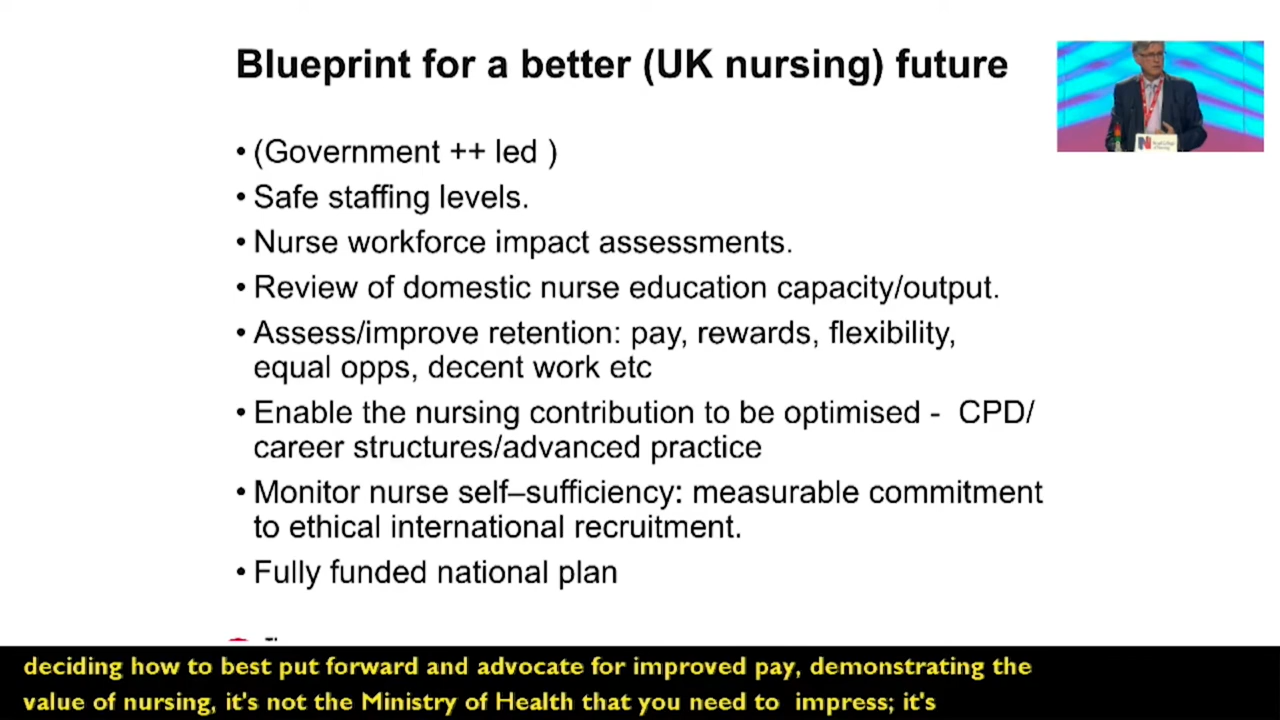 Blueprint for a better (UK nursing) future
• (Government ++ led )
• Safe staffing levels.
• Nurse workforce impact assessments.
• Review of domestic nurse education capacity/output.
• Assess/improve retention: pay, rewards, flexibility,
equal opps, decent work etc
• Enable the nursing contribution to be optimised - CPD/
career structures/advanced practice
• Monitor nurse self–sufficiency: measurable commitment
to ethical international recruitment.
• Fully funded national plan
deciding how to best put forward and advocate for improved pay, demonstrating the
value of nursing, it's not the Ministry of Health that you need to impress; it's